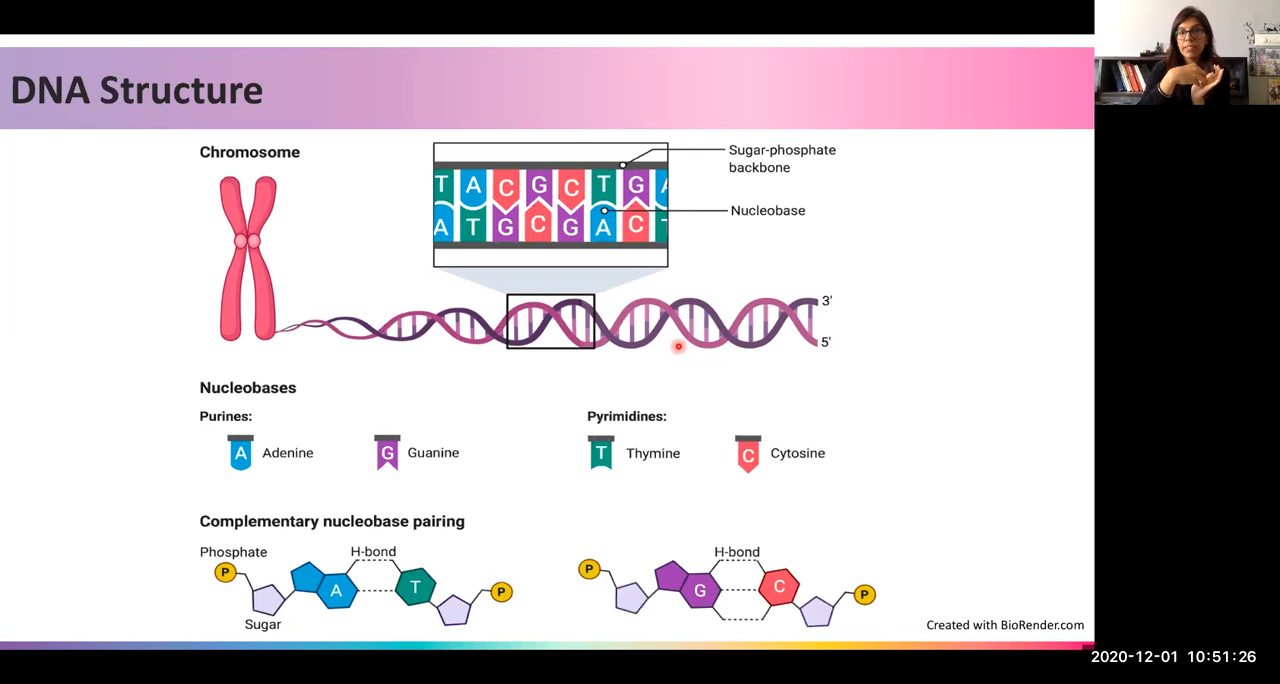 DNA Structure
Chromosome
Sugar-phosphate
backbone
T A C G C T G A
Nucleobase
A T G C G A C T
3'
5'
Nucleobases
Purines:
Pyrimidines:
A Adenine
G Guanine
T Thymine
C Cytosine
Complementary nucleobase pairing
Phosphate
H-bond
H-bond
P
A
T
P
P
G
C
P
Sugar
Created with BioRender.com
2020-12-01 10:51:26